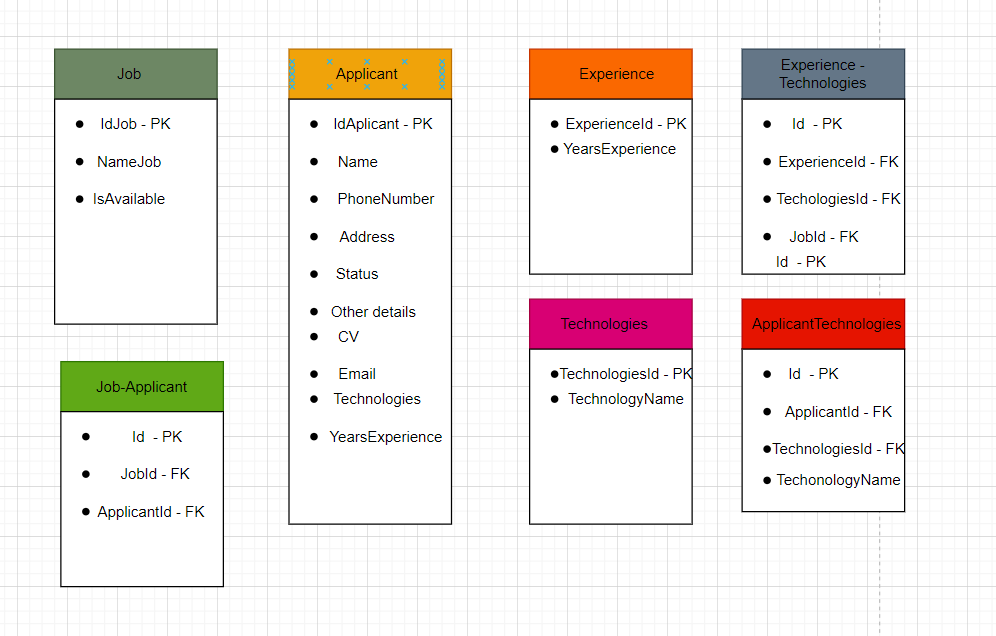 Job
IdJob - PK
NameJob
IsAvailable
Job-Applicant
Id - PK
JobId - FK
ApplicantId - FK
Applicant
IdAplicant - PK
Name
PhoneNumber
Address
Status
Other details
CV
Email
Technologies
YearsExperience
Experience
ExperienceId - PK
YearsExperience
Technologies
TechnologiesId - PK
TechnologyName
Experience -
Technologies
Id - PK
ExperienceId - FK
TechologiesId - FK
JobId - FK
Id - PK
ApplicantTechnologies
Id - PK
ApplicantId - FK
TechnologiesId - FK
TechonologyName